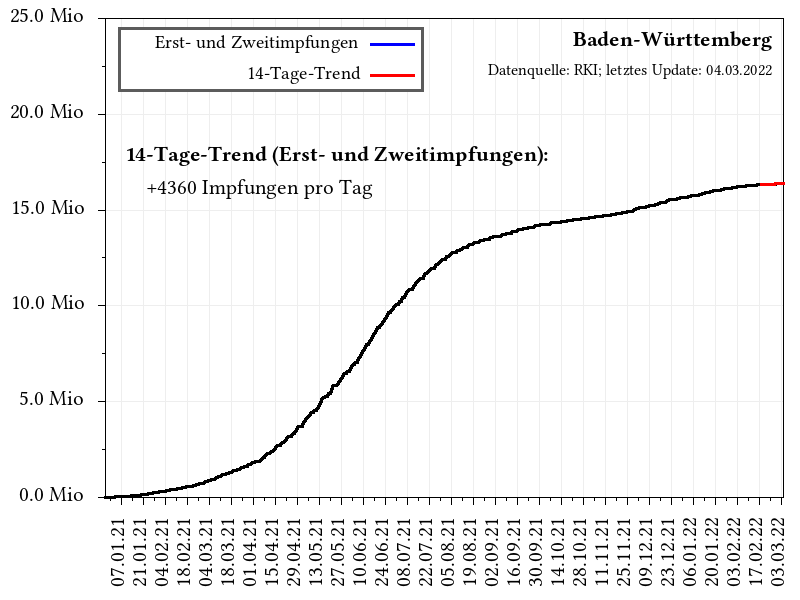 25.0 Mio
20.0 Mio
15.0 Mio
10.0 Mio
5.0 Mio
0.0 Mio
Erst- und Zweitimpfungen
14-Tage-Trend
Baden-Württemberg
Datenquelle: RKI; letztes Update: 04.03.2022
14-Tage-Trend (Erst- und Zweitimpfungen):
+4360 Impfungen pro Tag
07.01.21
21.01.21
04.02.21
18.02.21
04.03.21
18.03.21
01.04.21
15.04.21
29.04.21
13.05.21
27.05.21
10.06.21
24.06.21
08.07.21
22.07.21
05.08.21
19.08.21
02.09.21
16.09.21
30.09.21
14.10.21
28.10.21
11.11.21
25.11.21
09.12.21
23.12.21
06.01.22
20.01.22
03.02.22
17.02.22
03.03.22